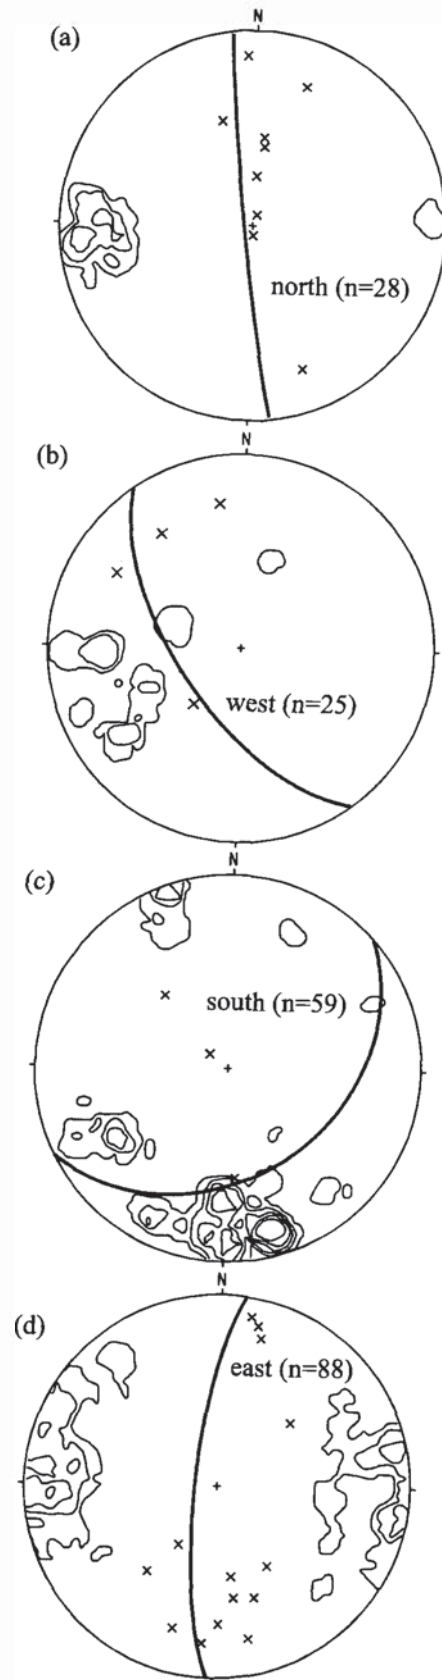 N
(a)
north (n=28)
N
(b)
west (n=25)
N
(c)
south (n=59)
N
(d)
east (n=88)